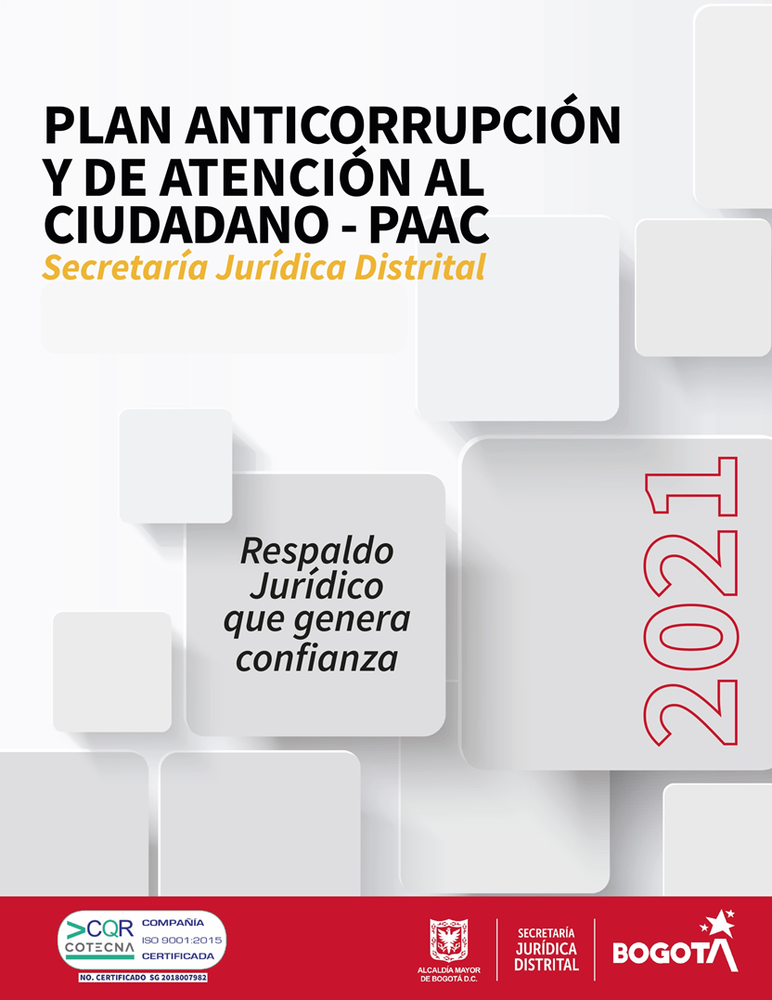 PLAN ANTICORRUPCIÓN
Y DE ATENCIÓN AL
CIUDADANO - PAAC
Secretaría Jurídica Distrital
2021
Respaldo
Jurídico
que genera
confianza
CQR
COTECNA
COMPAÑÍA
ISO 9001:2015
CERTIFICADA
NO. CERTIFICADO SG 2018007982
ALCALDÍA MAYOR
DE BOGOTÁ D.C.
SECRETARÍA
JURÍDICA
DISTRITAL
BOGOTÁ